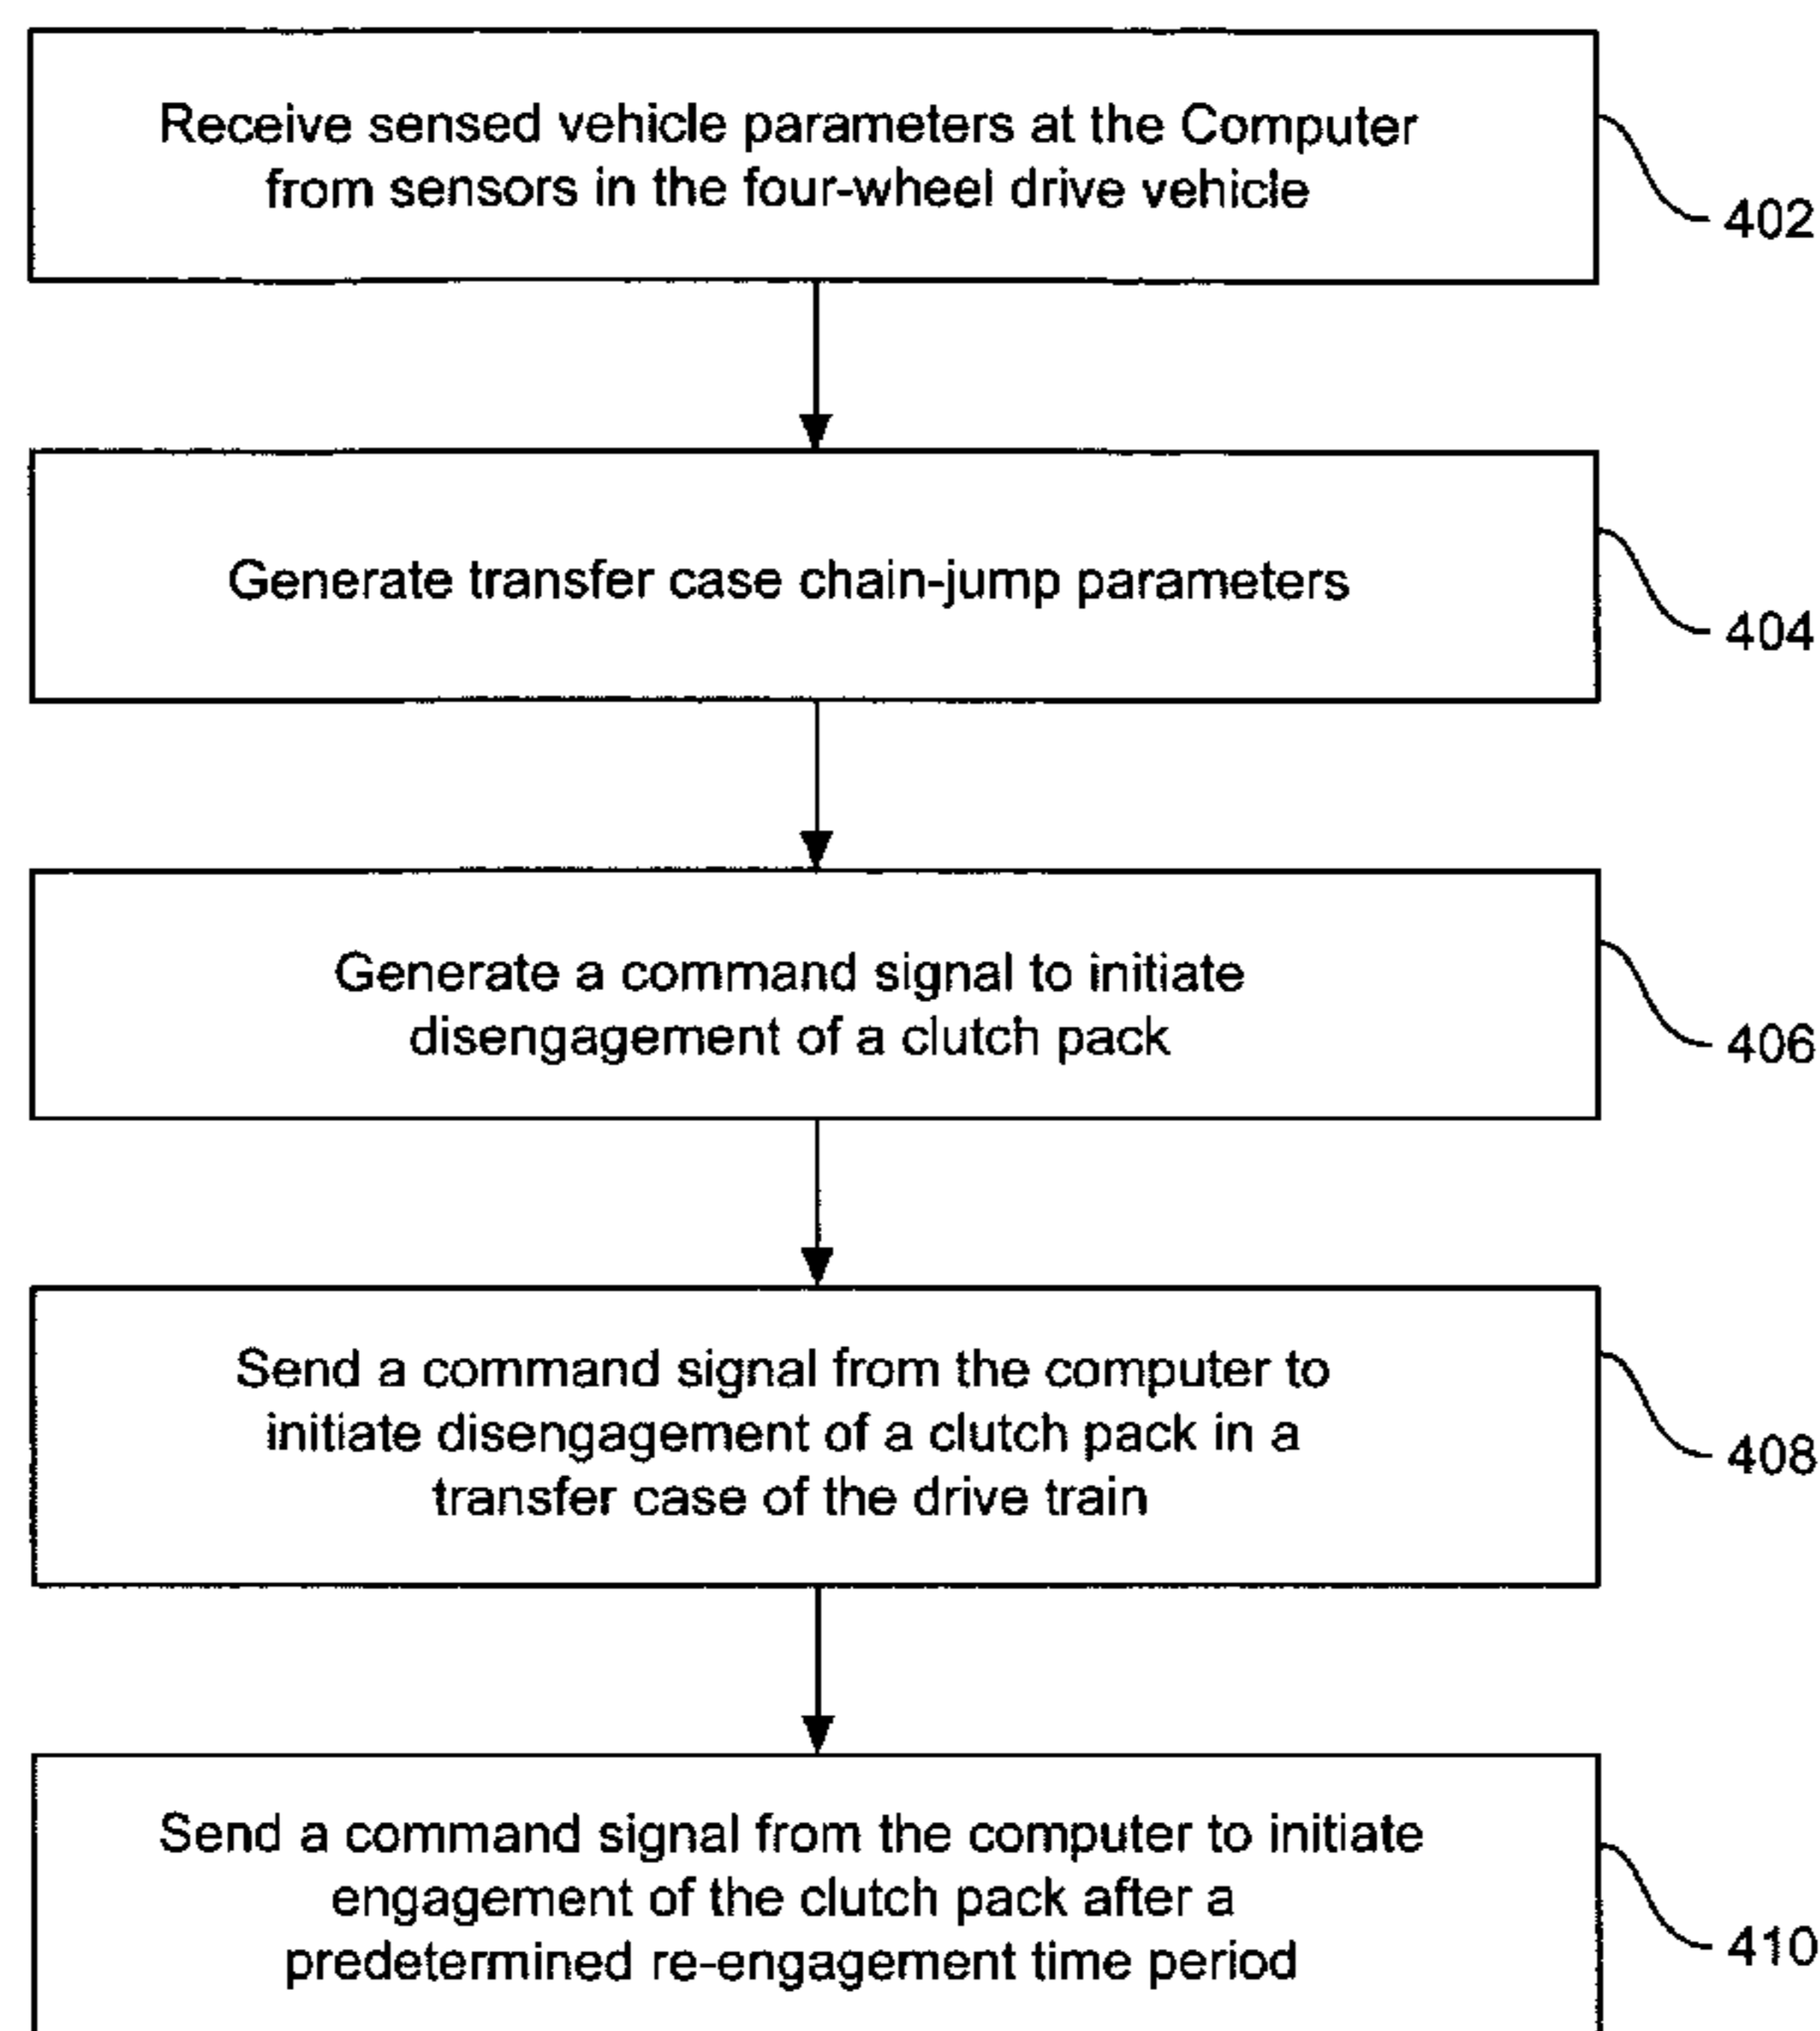 Receive sensed vehicle parameters at the Computer
from sensors in the four-wheel drive vehicle
402
Generate transfer case chain-jump parameters
404
Generate a command signal to initiate
disengagement of a clutch pack
406
Send a command signal from the computer to
initiate disengagement of a clutch pack in a
transfer case of the drive train
408
Send a command signal from the computer to initiate
engagement of the clutch pack after a
predetermined re-engagement time period
410